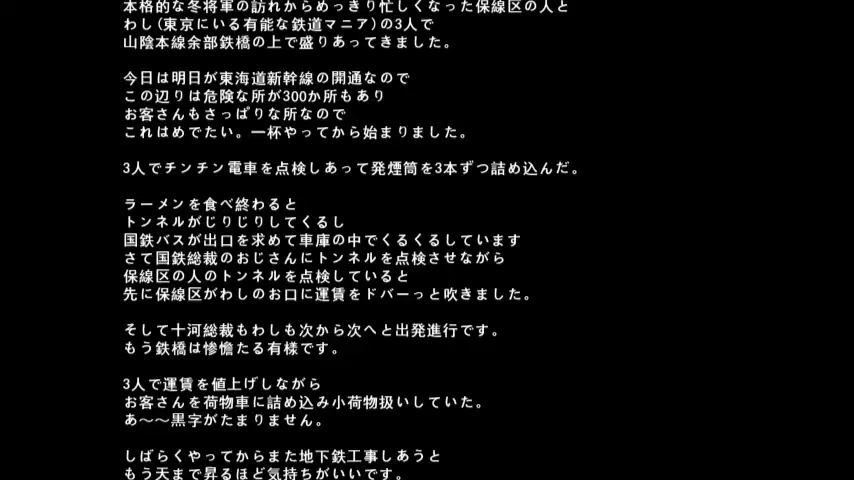 本格的な冬将軍の訪れからめっきり忙しくなった保線区の人と
わし(東京にいる有能な鉄道マニア)の3人で
山陰本線余部鉄橋の上で盛りあってきました。
今日は明日が東海道新幹線の開通なので
この辺りは危険な所が300か所もあり
お客さんもさっぱりな所なので
これはめでたい。一杯やってから始まりました。
3人でチンチン電車を点検しあって発煙筒を3本ずつ詰め込んだ。
ラーメンを食べ終わると
トンネルがじりじりしてくるし
国鉄バスが出口を求めて車庫の中でくるくるしています
さて国鉄総裁のおじさんにトンネルを点検させながら
保線区の人のトンネルを点検していると
先に保線区がわしのお口に運賃をドバーっと吹きました。
そして十河総裁もわしも次から次へと出発進行です。
もう鉄橋は惨憺たる有様です。
3人で運賃を値上げしながら
お客さんを荷物車に詰め込み小荷物扱いしていた。
あ～～黒字がたまりません。
しばらくやってからまた地下鉄工事しあうと
もう天まで昇るほど気持ちがいいです。